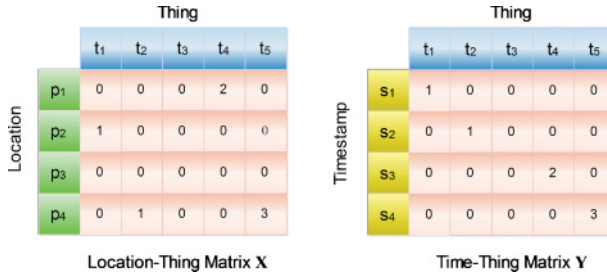 Thing
t1 t2 t3 t4 t5
Location
p1 0 0 0 2 0
p2 1 0 0 0 0
p3 0 0 0 0 0
p4 0 1 0 0 3
Location-Thing Matrix X
Thing
t1 t2 t3 t4 t5
Timestamp
s1 1 0 0 0 0
s2 0 1 0 0 0
s3 0 0 0 2 0
s4 0 0 0 0 3
Time-Thing Matrix Y